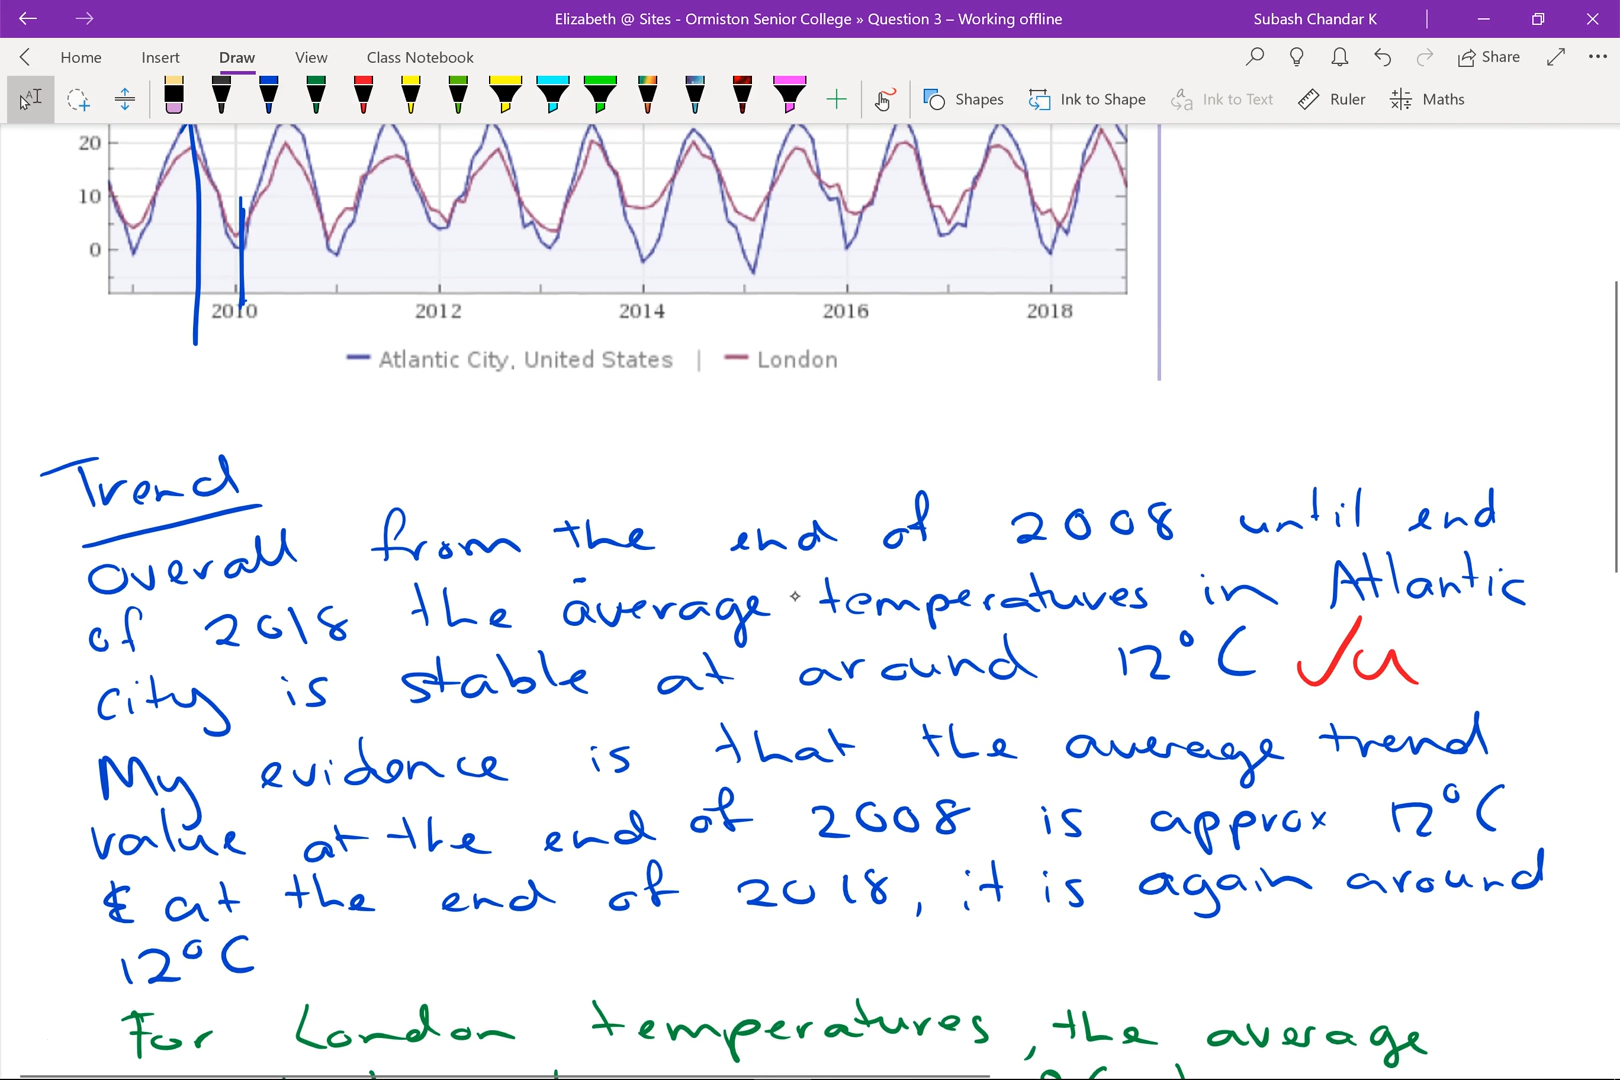 Elizabeth @ Sites - Ormiston Senior College » Question 3 – Working offline
Subash Chandar K
Home Insert Draw View Class Notebook
Share
Shapes Ink to Shape Ink to Text Ruler Maths
20
10
0
2010 2012 2014 2016 2018
Atlantic City, United States | London
Trend
Overall from the end of 2008 until end
of 2018 the average temperatures in Atlantic
city is stable at around 12°C ✓u
My evidence is that the average trend
value at the end of 2008 is approx 12°C
& at the end of 2018, it is again around
12°C
For London temperatures, the average